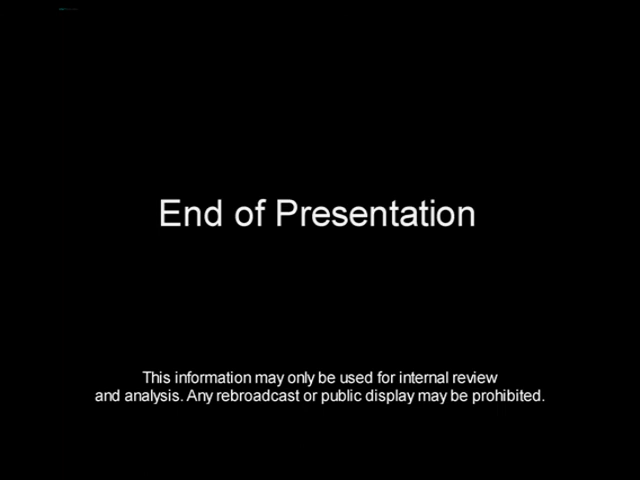 End of Presentation
This information may only be used for internal review
and analysis. Any rebroadcast or public display may be prohibited.